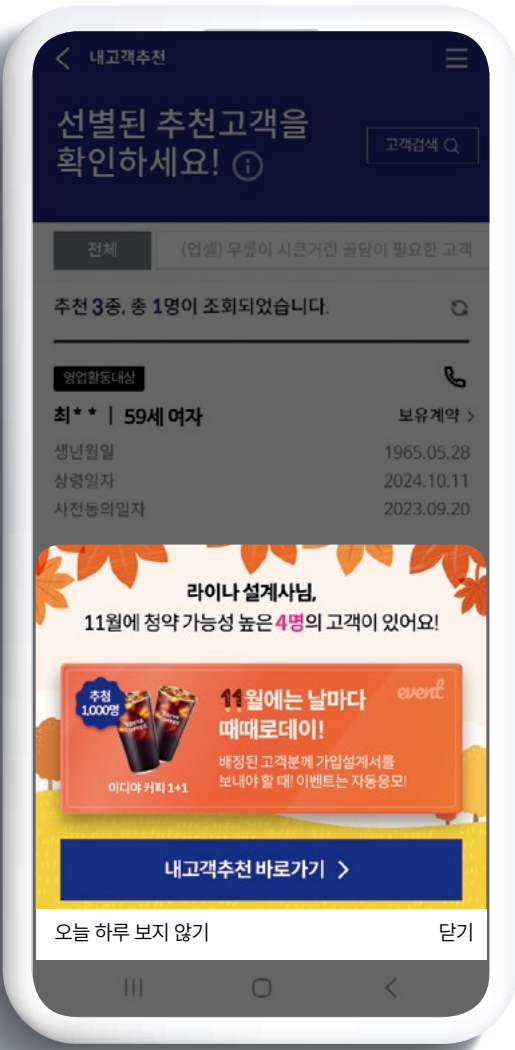 내고객추천
선별된 추천고객을
확인하세요!
고객검색
전체
(업셀) 무릎이 시큰거린 골담이 필요한 고객
추천 3종, 총 1명이 조회되었습니다.
영업활동대상
최** | 59세 여자
보유계약 >
생년월일
1965.05.28
상령일자
2024.10.11
사전동의일자
2023.09.20
라이나 설계사님,
11월에 청약 가능성 높은 4명의 고객이 있어요!
추첨
1,000명
이디야 커피 1+1
11월에는 날마다
때때로데이!
event
배정된 고객분께 가입설계서를
보내야 할 때! 이벤트는 자동응모!
내고객추천 바로가기 >
오늘 하루 보지 않기
닫기